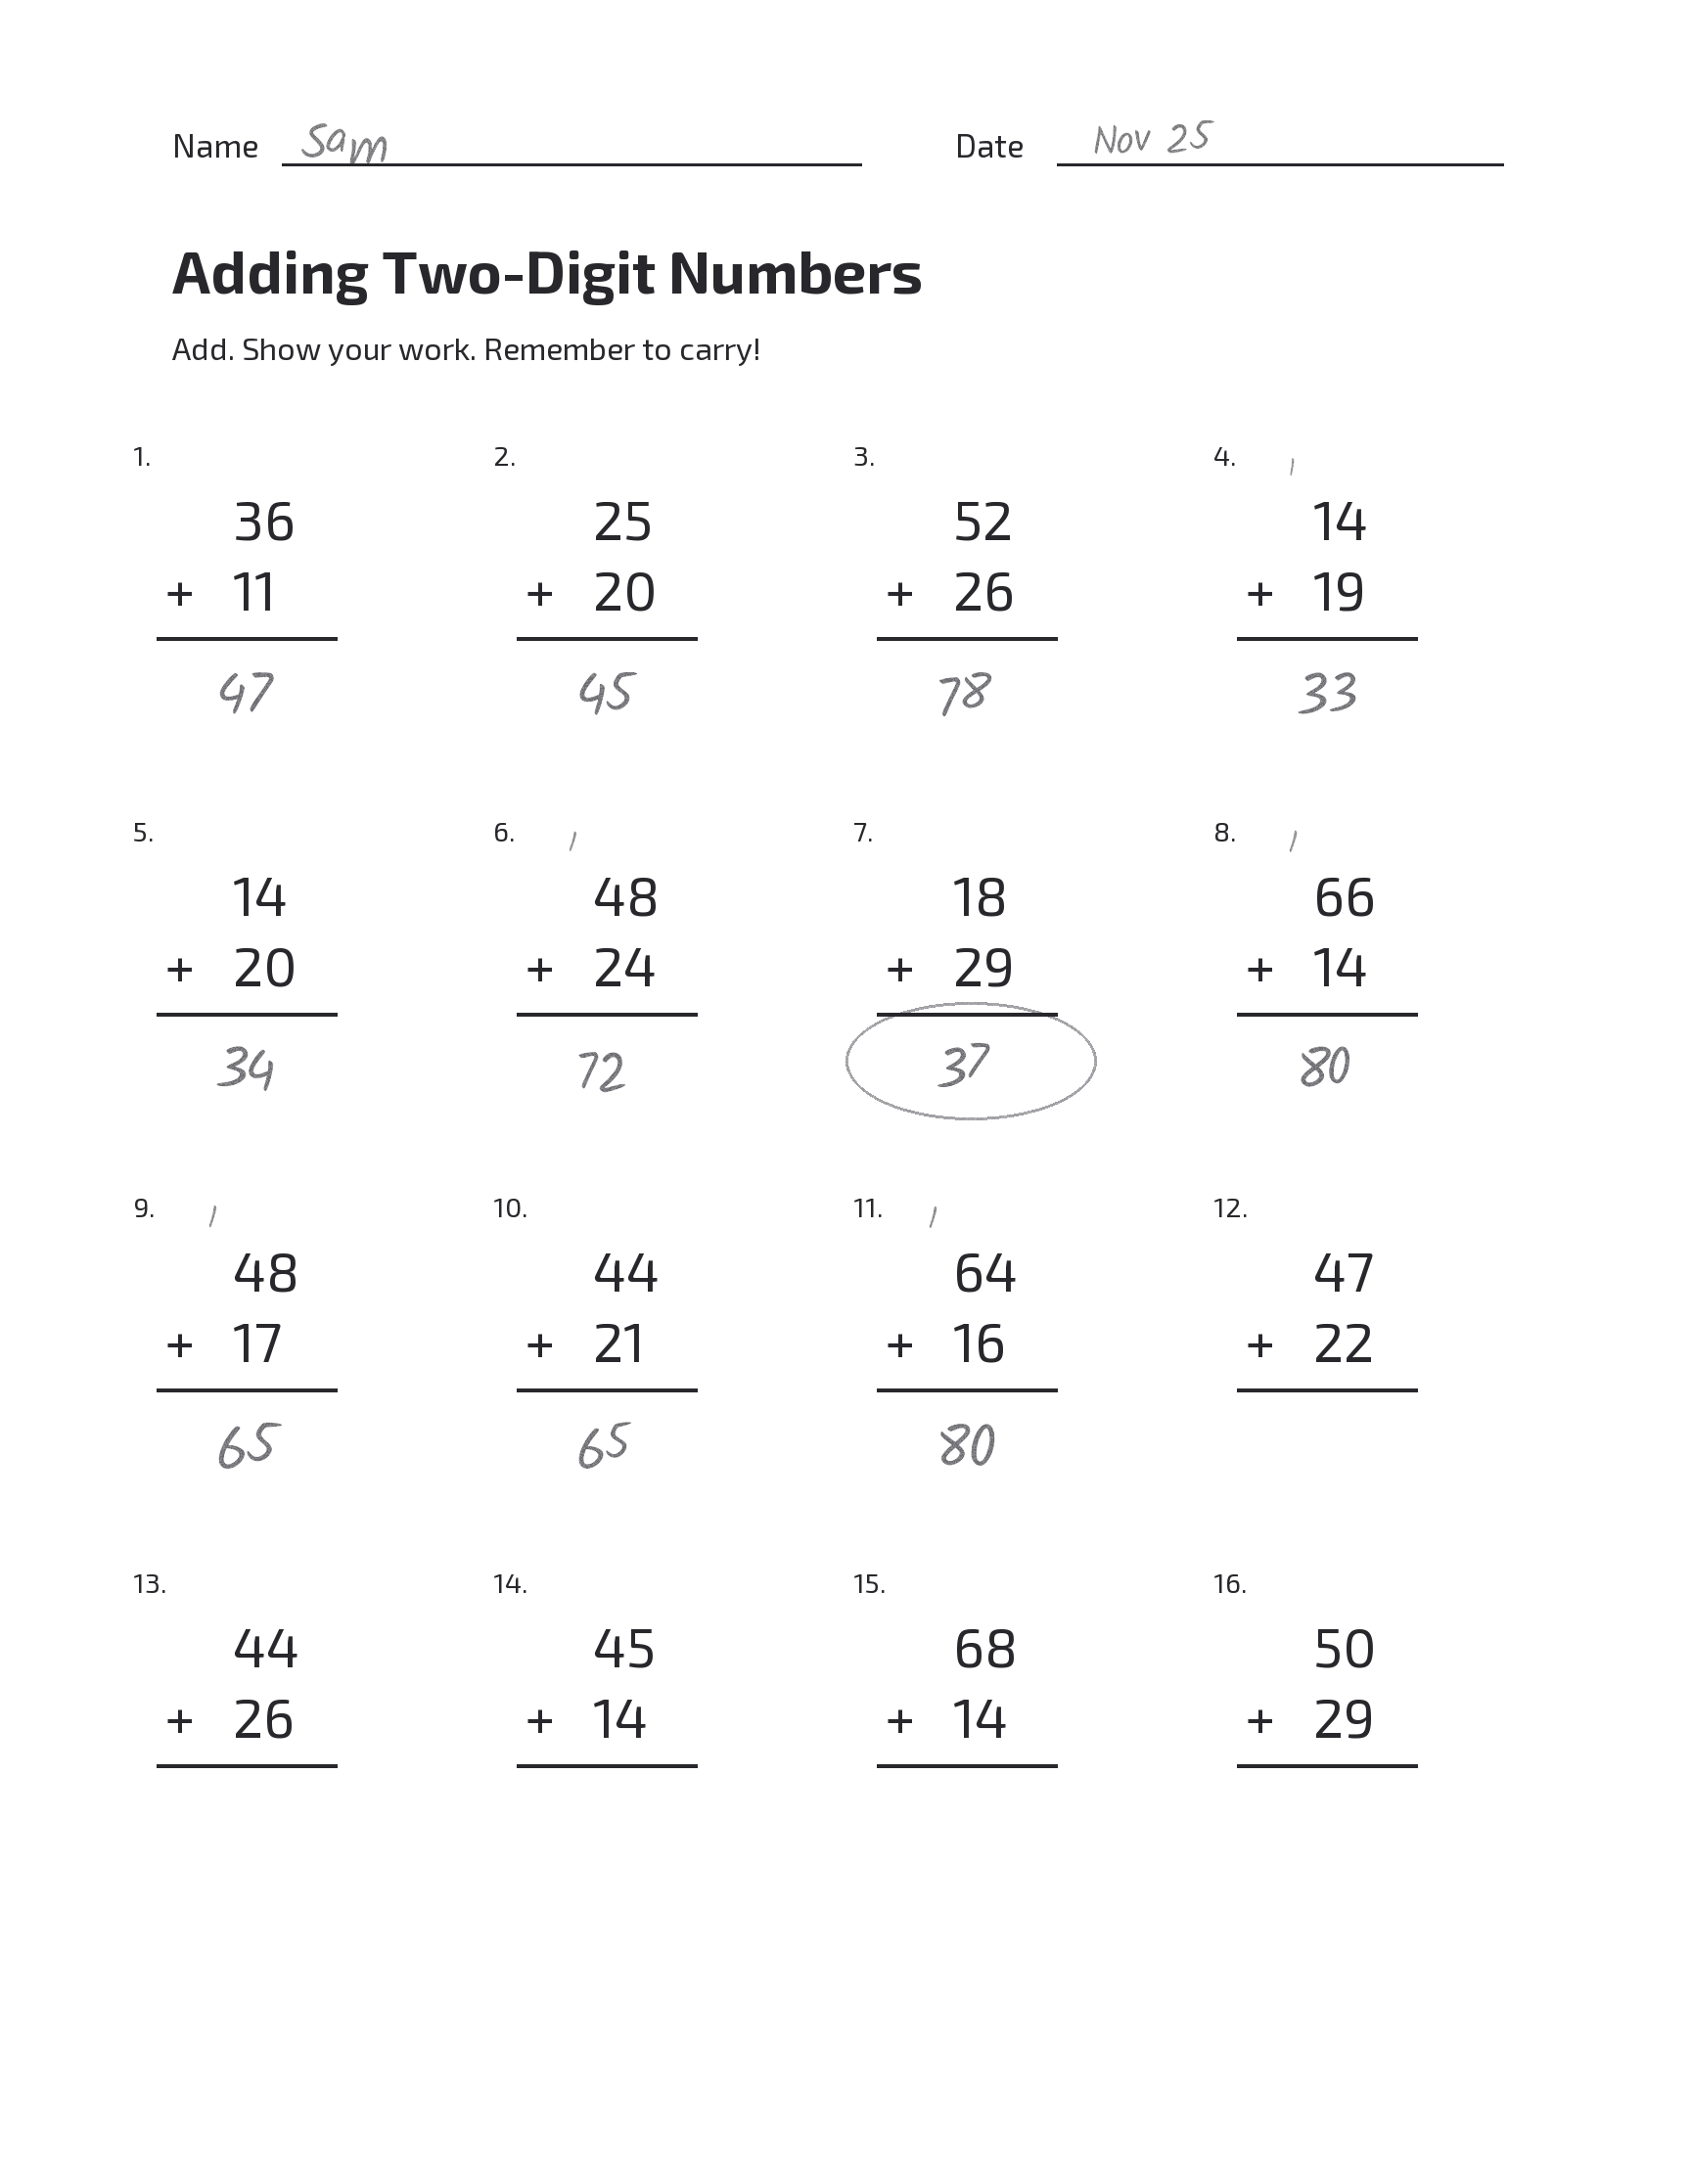 Name Sam Date Nov 25
Adding Two-Digit Numbers
Add. Show your work. Remember to carry!
1. 2. 3. 4. ′
36 25 52 14
+ 11 + 20 + 26 + 19
47 45 78 33
5. 6. ′ 7. 8. ′
14 48 18 66
+ 20 + 24 + 29 + 14
34 72 37 80
9. ′ 10. 11. ′ 12.
48 44 64 47
+ 17 + 21 + 16 + 22
65 65 80
13. 14. 15. 16.
44 45 68 50
+ 26 + 14 + 14 + 29